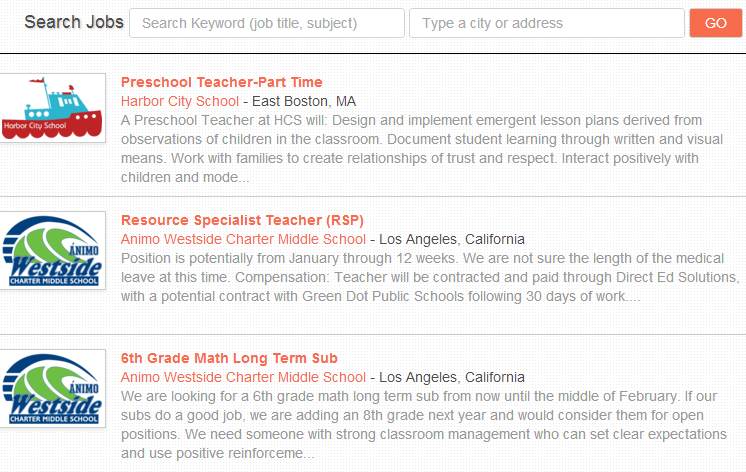 Search Jobs Search Keyword (job title, subject) Type a city or address GO
Preschool Teacher-Part Time
Harbor City School
Harbor City School - East Boston, MA
A Preschool Teacher at HCS will: Design and implement emergent lesson plans derived from
observations of children in the classroom. Document student learning through written and visual
means. Work with families to create relationships of trust and respect. Interact positively with
children and mode...
ÁNIMO
Westside
CHARTER MIDDLE SCHOOL
Resource Specialist Teacher (RSP)
Animo Westside Charter Middle School - Los Angeles, California
Position is potentially from January through 12 weeks. We are not sure the length of the medical
leave at this time. Compensation: Teacher will be contracted and paid through Direct Ed Solutions,
with a potential contract with Green Dot Public Schools following 30 days of work....
ÁNIMO
Westside
CHARTER MIDDLE SCHOOL
6th Grade Math Long Term Sub
Animo Westside Charter Middle School - Los Angeles, California
We are looking for a 6th grade math long term sub from now until the middle of February. If our
subs do a good job, we are adding an 8th grade next year and would consider them for open
positions. We need someone with strong classroom management who can set clear expectations
and use positive reinforceme...